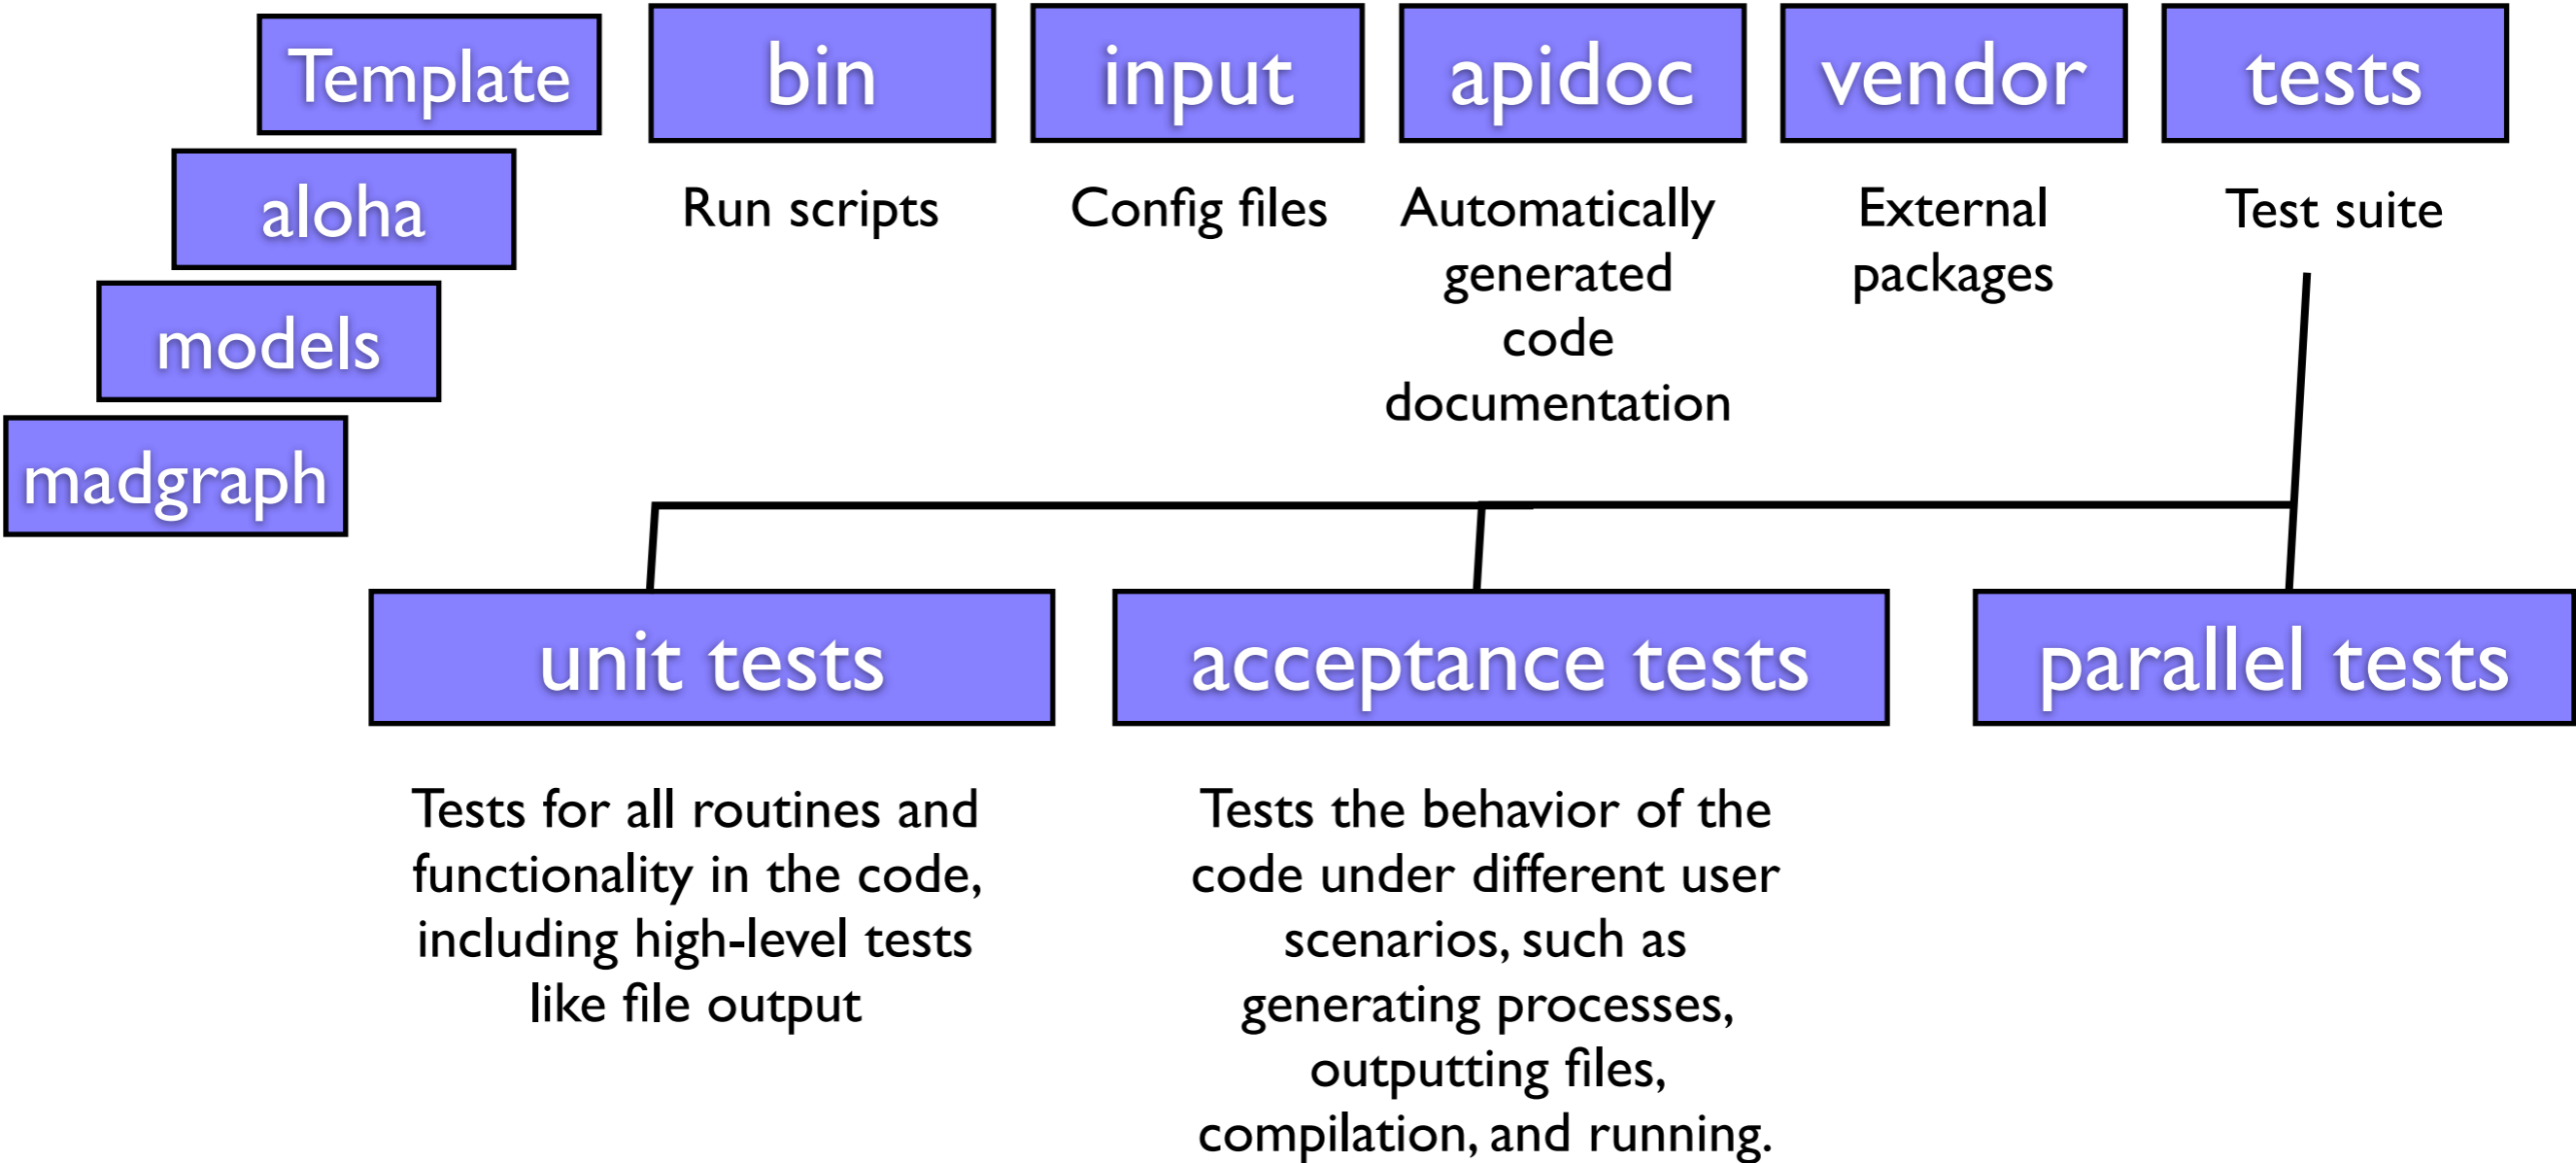 Template
bin
input
apidoc
vendor
tests
aloha
models
madgraph
Run scripts
Config files
Automatically
generated
code
documentation
External
packages
Test suite
unit tests
acceptance tests
parallel tests
Tests for all routines and
functionality in the code,
including high-level tests
like file output
Tests the behavior of the
code under different user
scenarios, such as
generating processes,
outputting files,
compilation, and running.